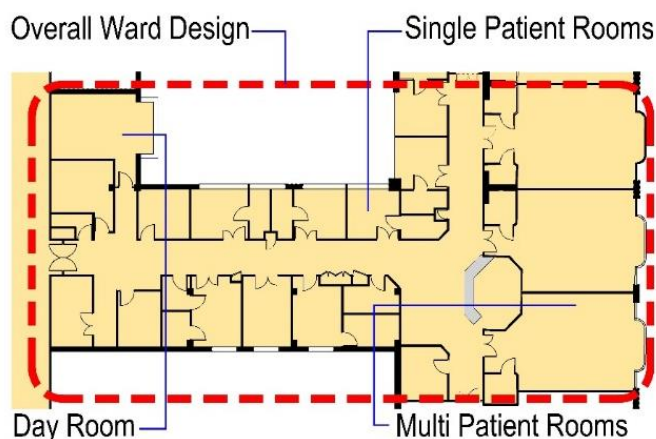 Overall Ward Design
Single Patient Rooms
Day Room
Multi Patient Rooms